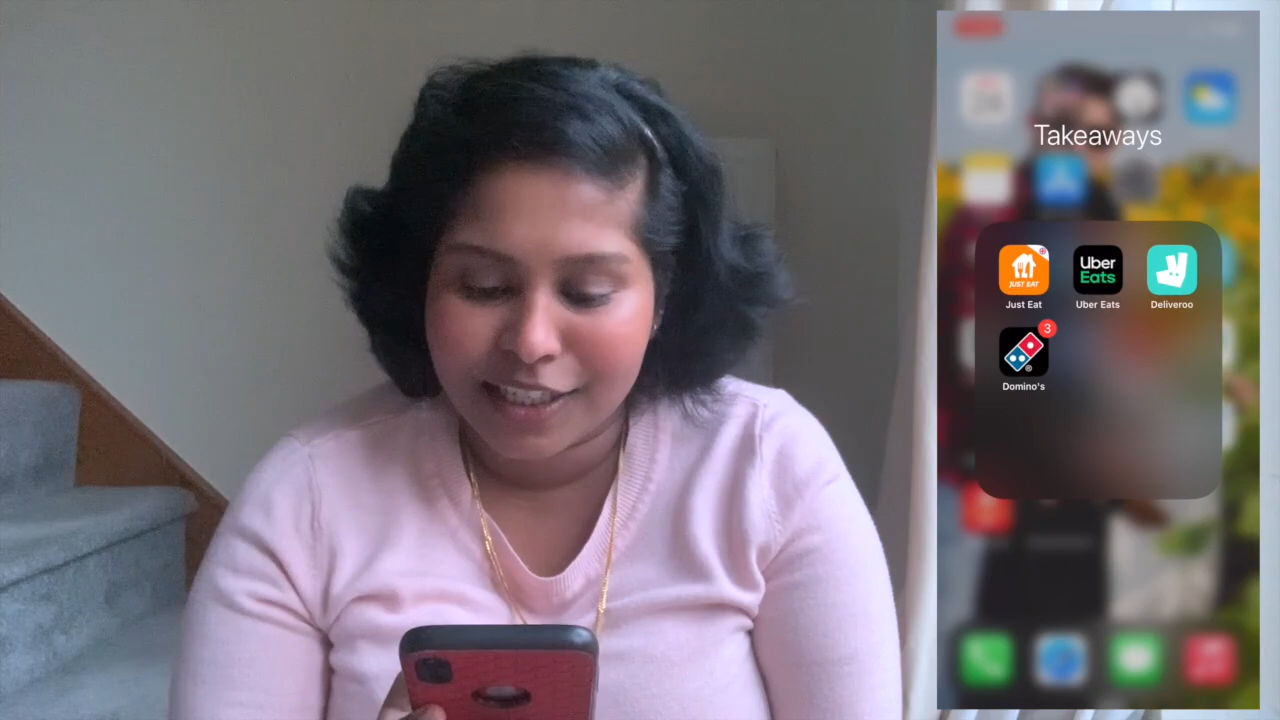 Takeaways
JUST EAT
Uber
Eats
Just Eat
Uber Eats
Deliveroo
3
Domino's